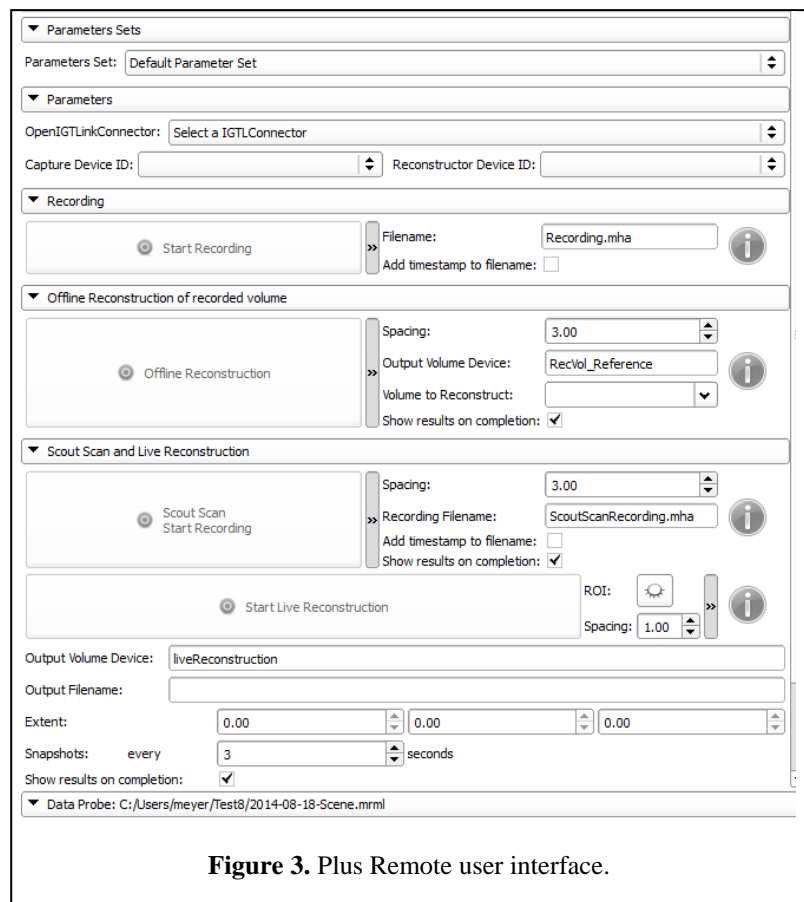 Parameters Sets
Parameters Set: Default Parameter Set
Parameters
OpenIGTLinkConnector: Select a IGTLConnector
Capture Device ID: Reconstructor Device ID:
Recording
Start Recording » Filename: Recording.mha
Add timestamp to filename:
Offline Reconstruction of recorded volume
Spacing: 3.00
Offline Reconstruction » Output Volume Device: RecVol_Reference
Volume to Reconstruct:
Show results on completion:
Scout Scan and Live Reconstruction
Spacing: 3.00
Scout Scan
Start Recording » Recording Filename: ScoutScanRecording.mha
Add timestamp to filename:
Show results on completion:
Start Live Reconstruction ROI: »
Spacing: 1.00
Output Volume Device: liveReconstruction
Output Filename:
Extent: 0.00 0.00 0.00
Snapshots: every 3 seconds
Show results on completion:
Data Probe: C:/Users/meyer/Test8/2014-08-18-Scene.mrml
Figure 3. Plus Remote user interface.